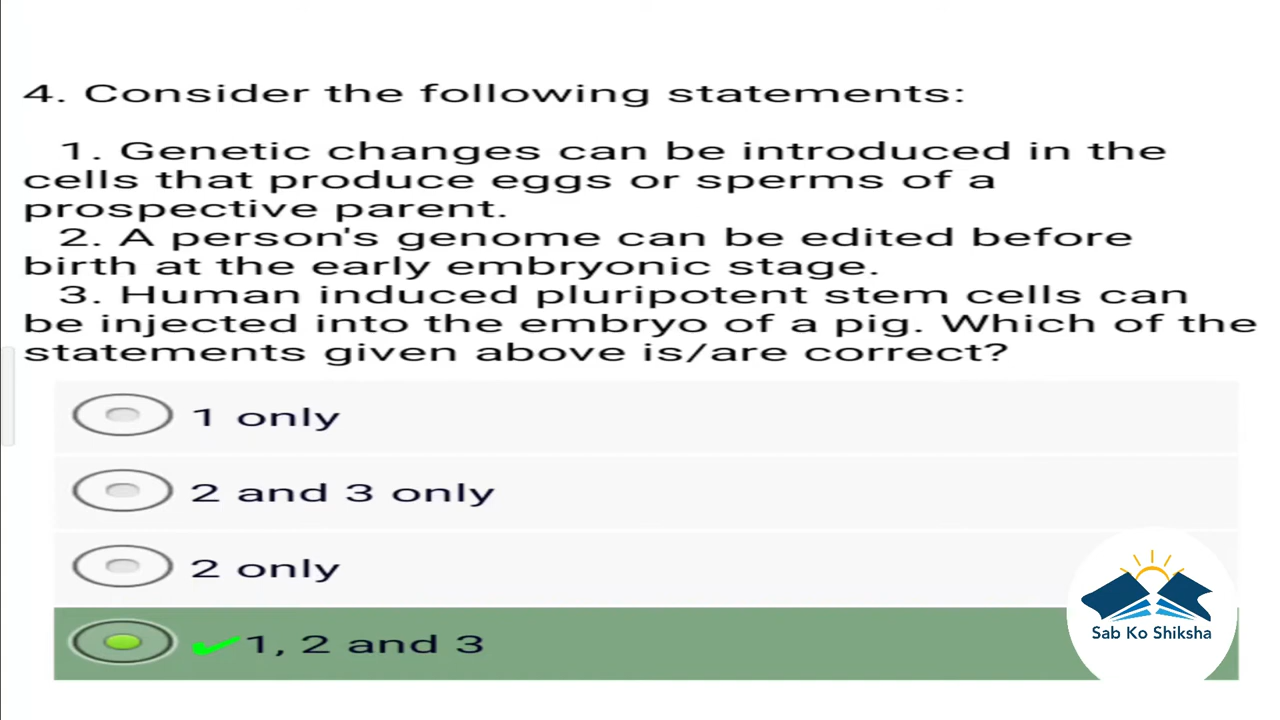 4. Consider the following statements:
1. Genetic changes can be introduced in the
cells that produce eggs or sperms of a
prospective parent.
2. A person's genome can be edited before
birth at the early embryonic stage.
3. Human induced pluripotent stem cells can
be injected into the embryo of a pig. Which of the
statements given above is/are correct?
1 only
2 and 3 only
2 only
1, 2 and 3
Sab Ko Shiksha